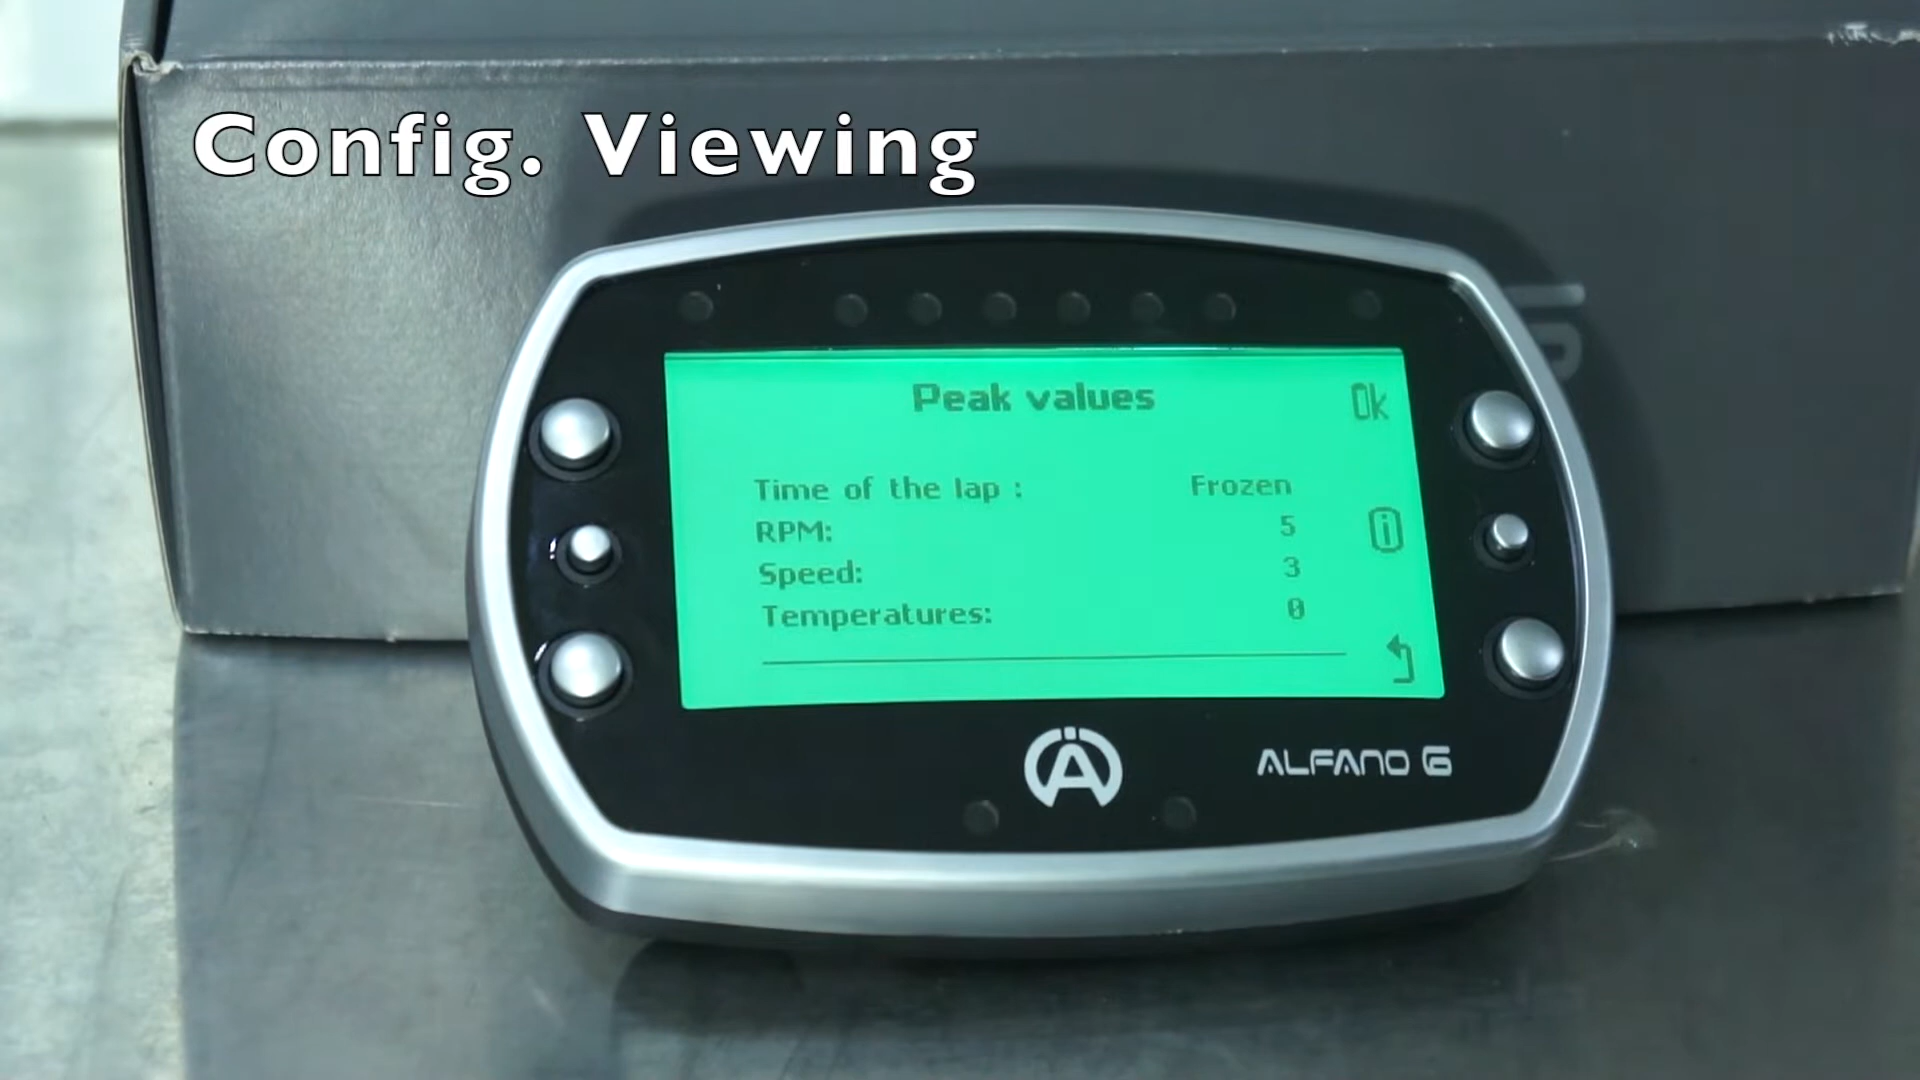 Config. Viewing
Peak values
Ok
Time of the lap : Frozen
RPM: 5
Speed: 3
Temperatures: 0
ALFANO 6